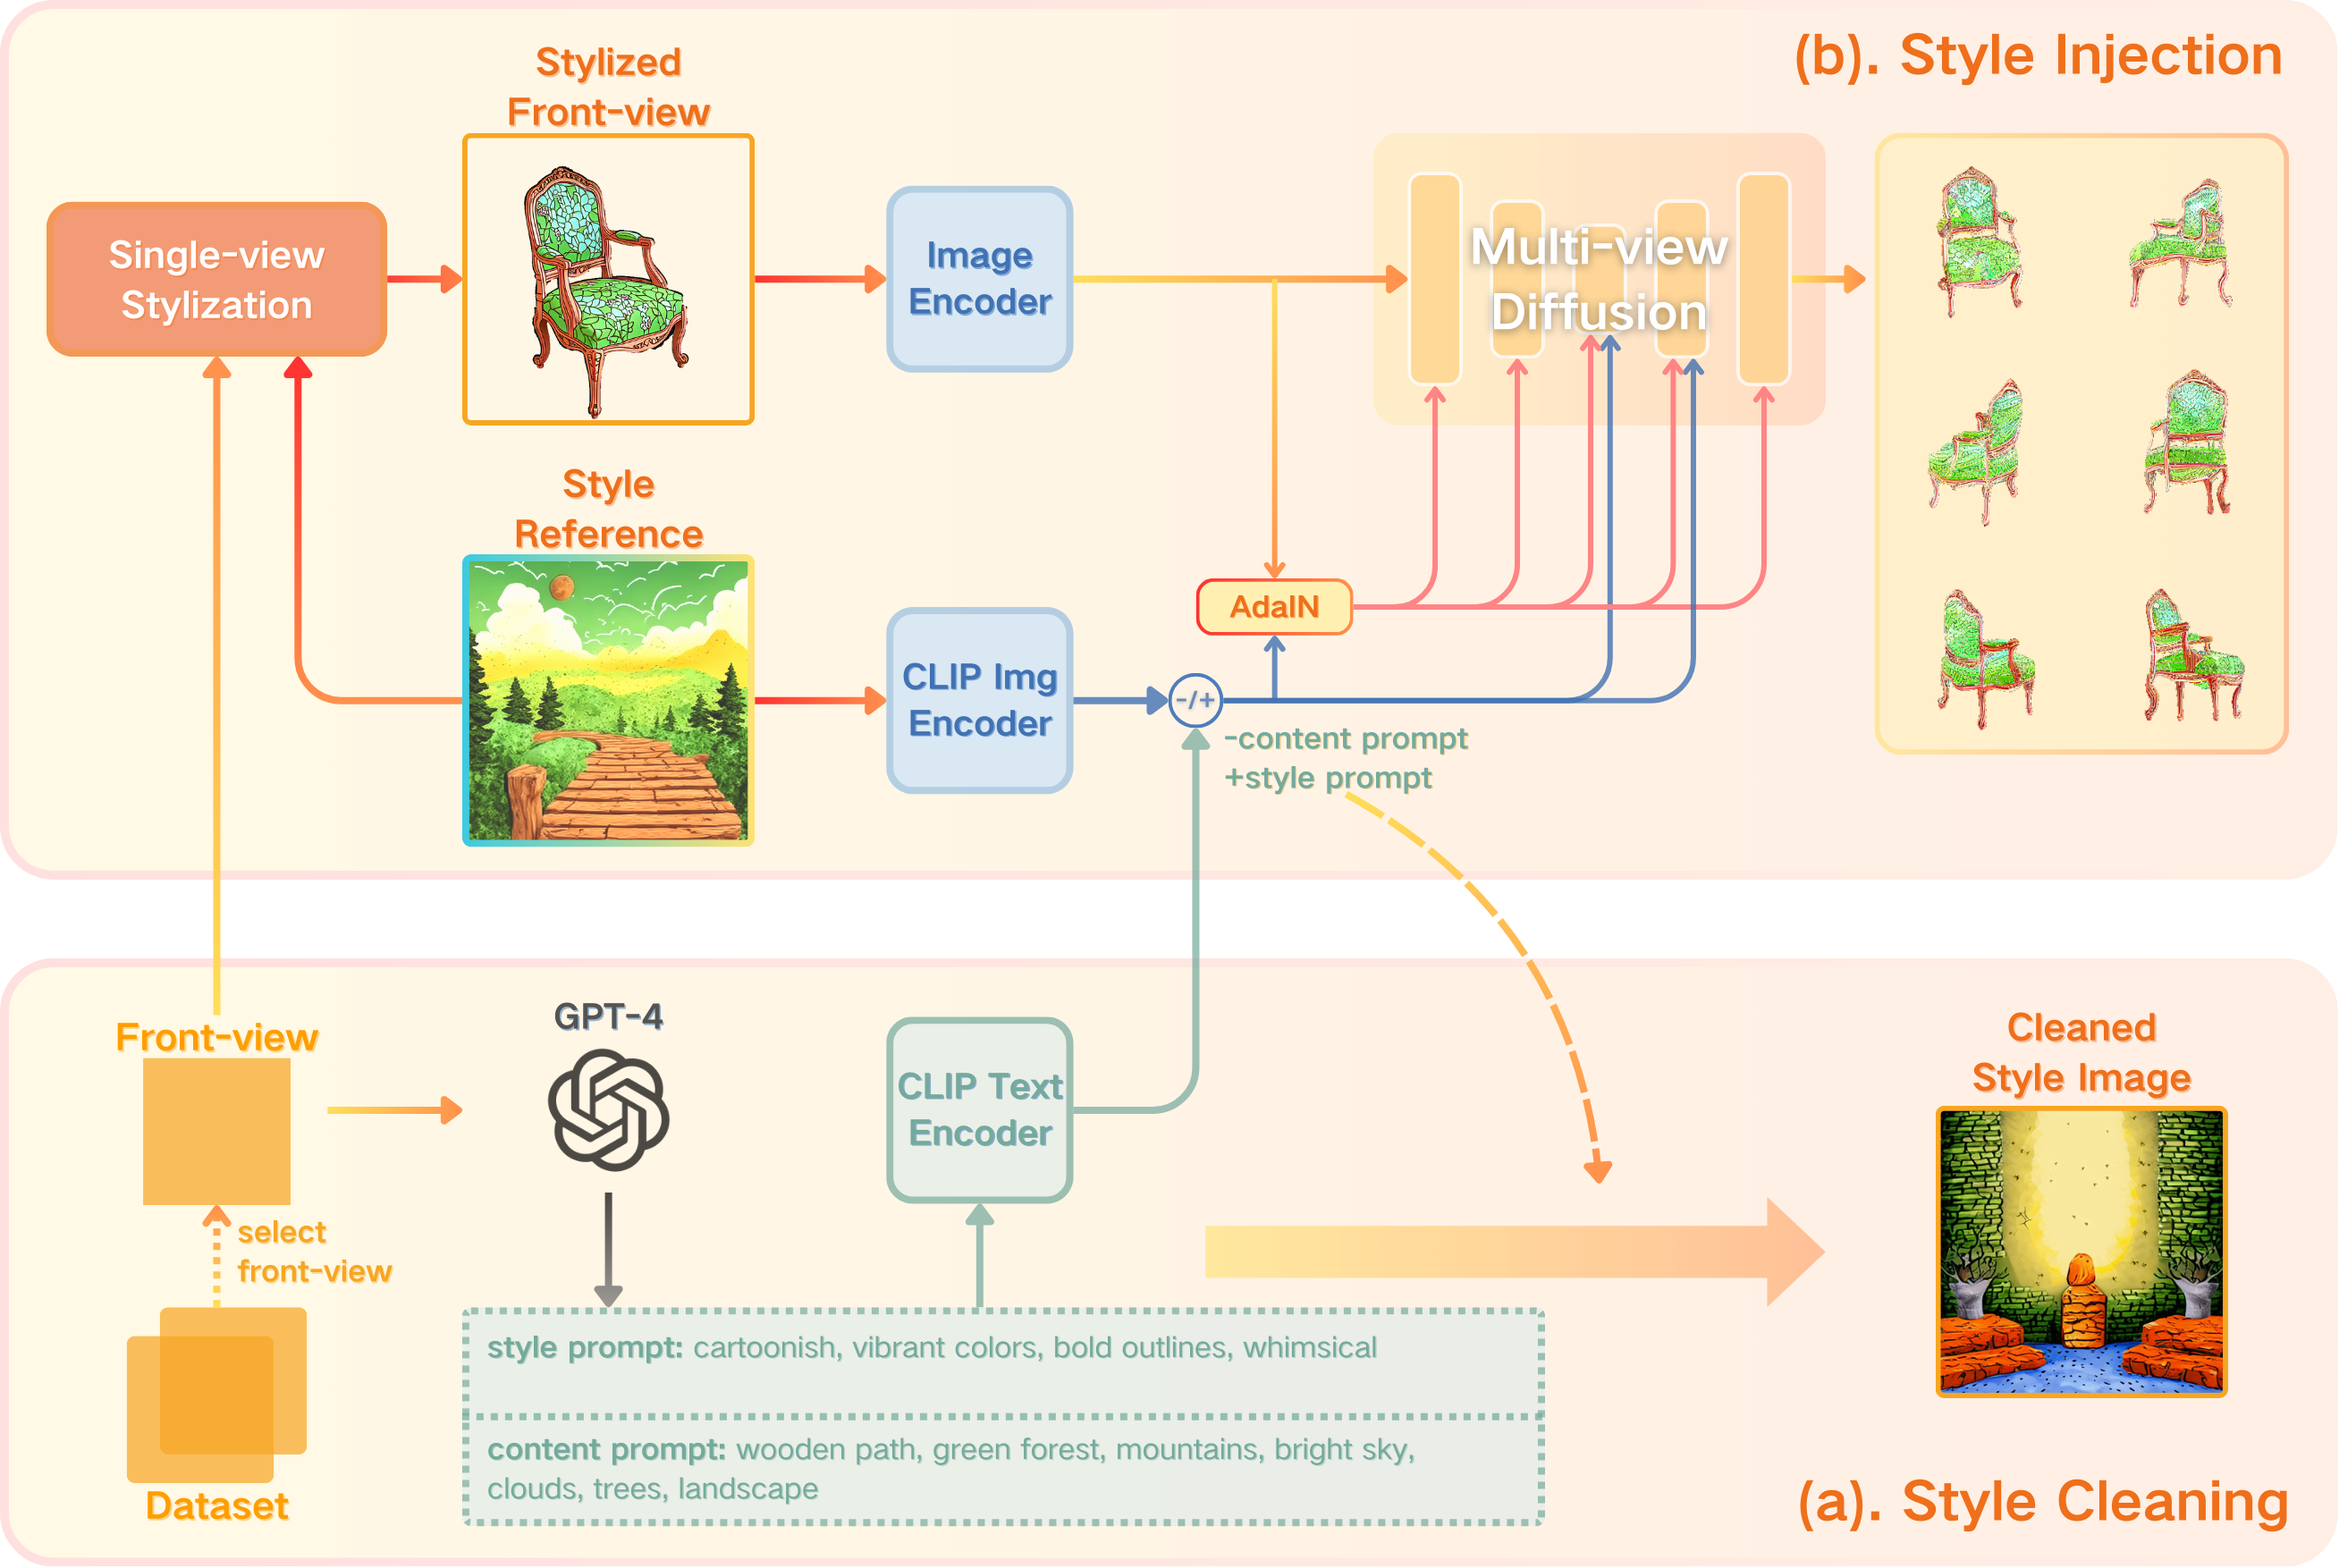 (b). Style Injection
Stylized
Front-view
Single-view
Stylization
Image
Encoder
Multi-view
Diffusion
Style
Reference
AdaIN
CLIP Img
Encoder
-/+
-content prompt
+style prompt
Front-view
GPT-4
CLIP Text
Encoder
Cleaned
Style Image
select
front-view
style prompt: cartoonish, vibrant colors, bold outlines, whimsical
content prompt: wooden path, green forest, mountains, bright sky,
clouds, trees, landscape
Dataset
(a). Style Cleaning